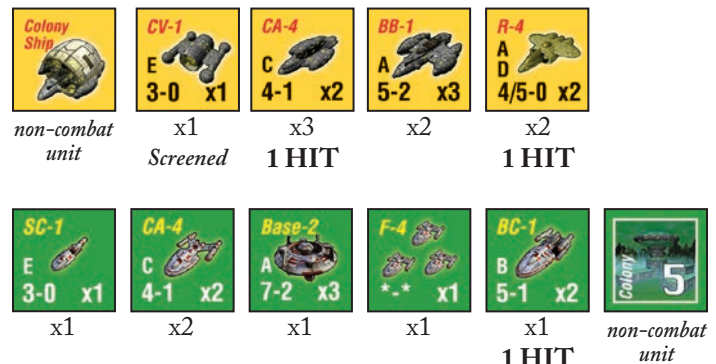 Colony
Ship
CV-1
E
3-0 x1
CA-4
C
4-1 x2
BB-1
A
5-2 x3
R-4
A
D
4/5-0 x2
non-combat
unit
x1
Screened
x3
1 HIT
x2
x2
1 HIT
SC-1
E
3-0 x1
CA-4
C
4-1 x2
Base-2
A
7-2 x3
F-4
*-* x1
BC-1
B
5-1 x2
Colony
5
x1
x2
x1
x1
x1
1 HIT
non-combat
unit